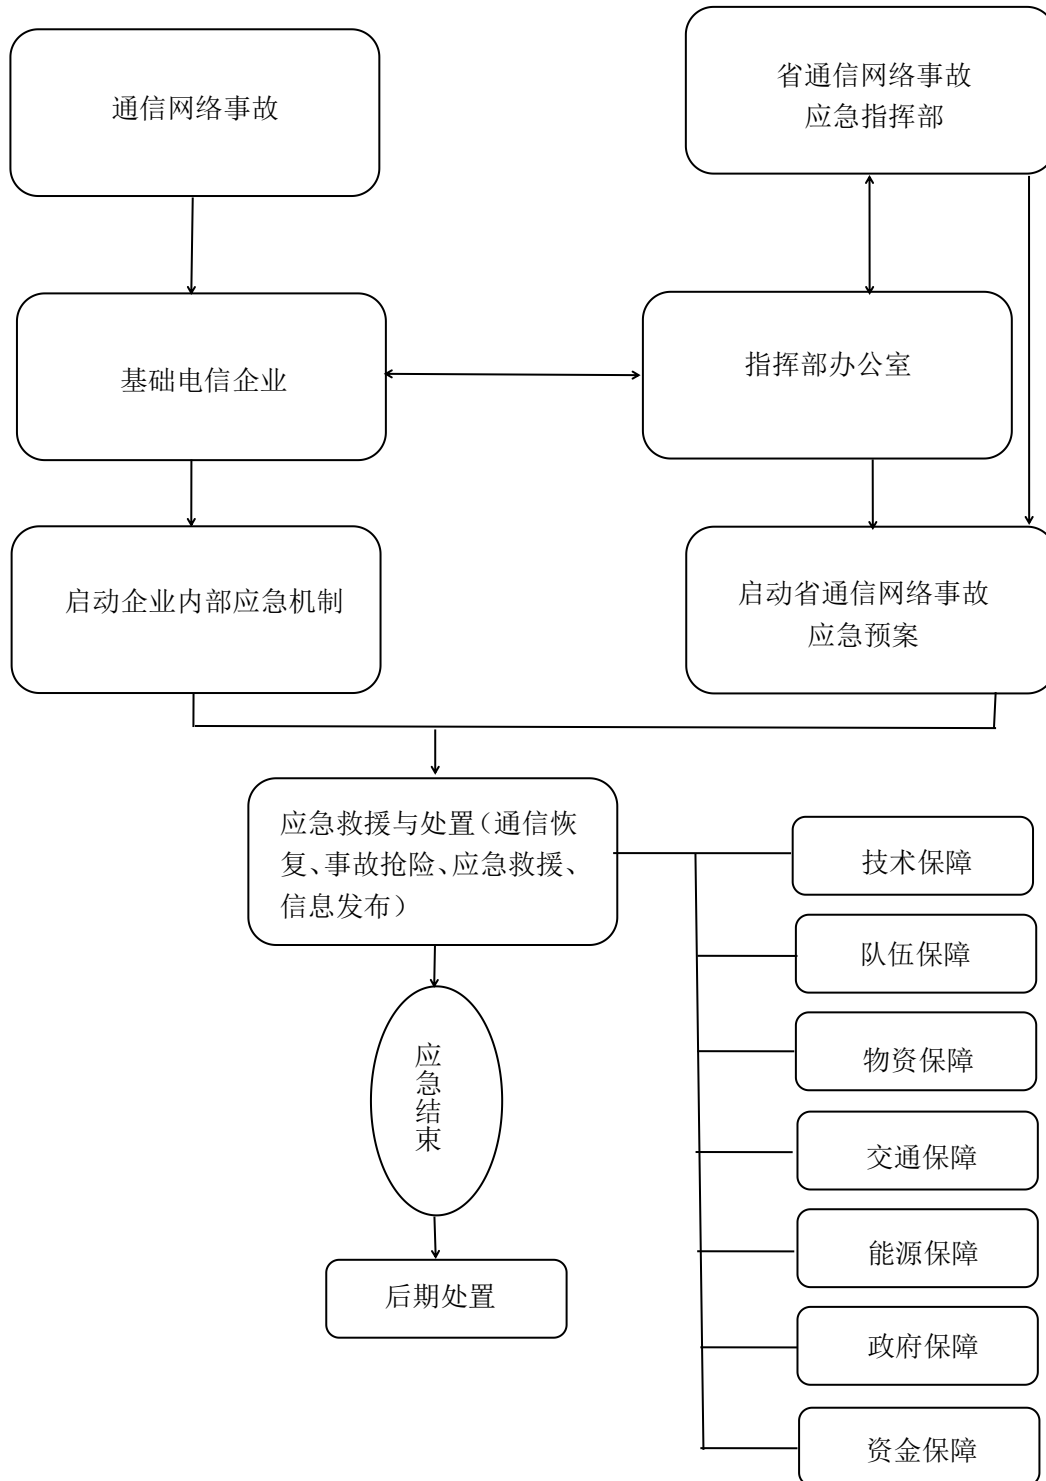 通信网络事故
省通信网络事故
应急指挥部
基础电信企业
指挥部办公室
启动企业内部应急机制
启动省通信网络事故
应急预案
应急救援与处置（通信恢
复、事故抢险、应急救援、
信息发布）
技术保障
队伍保障
物资保障
交通保障
能源保障
政府保障
资金保障
应急结束
后期处置